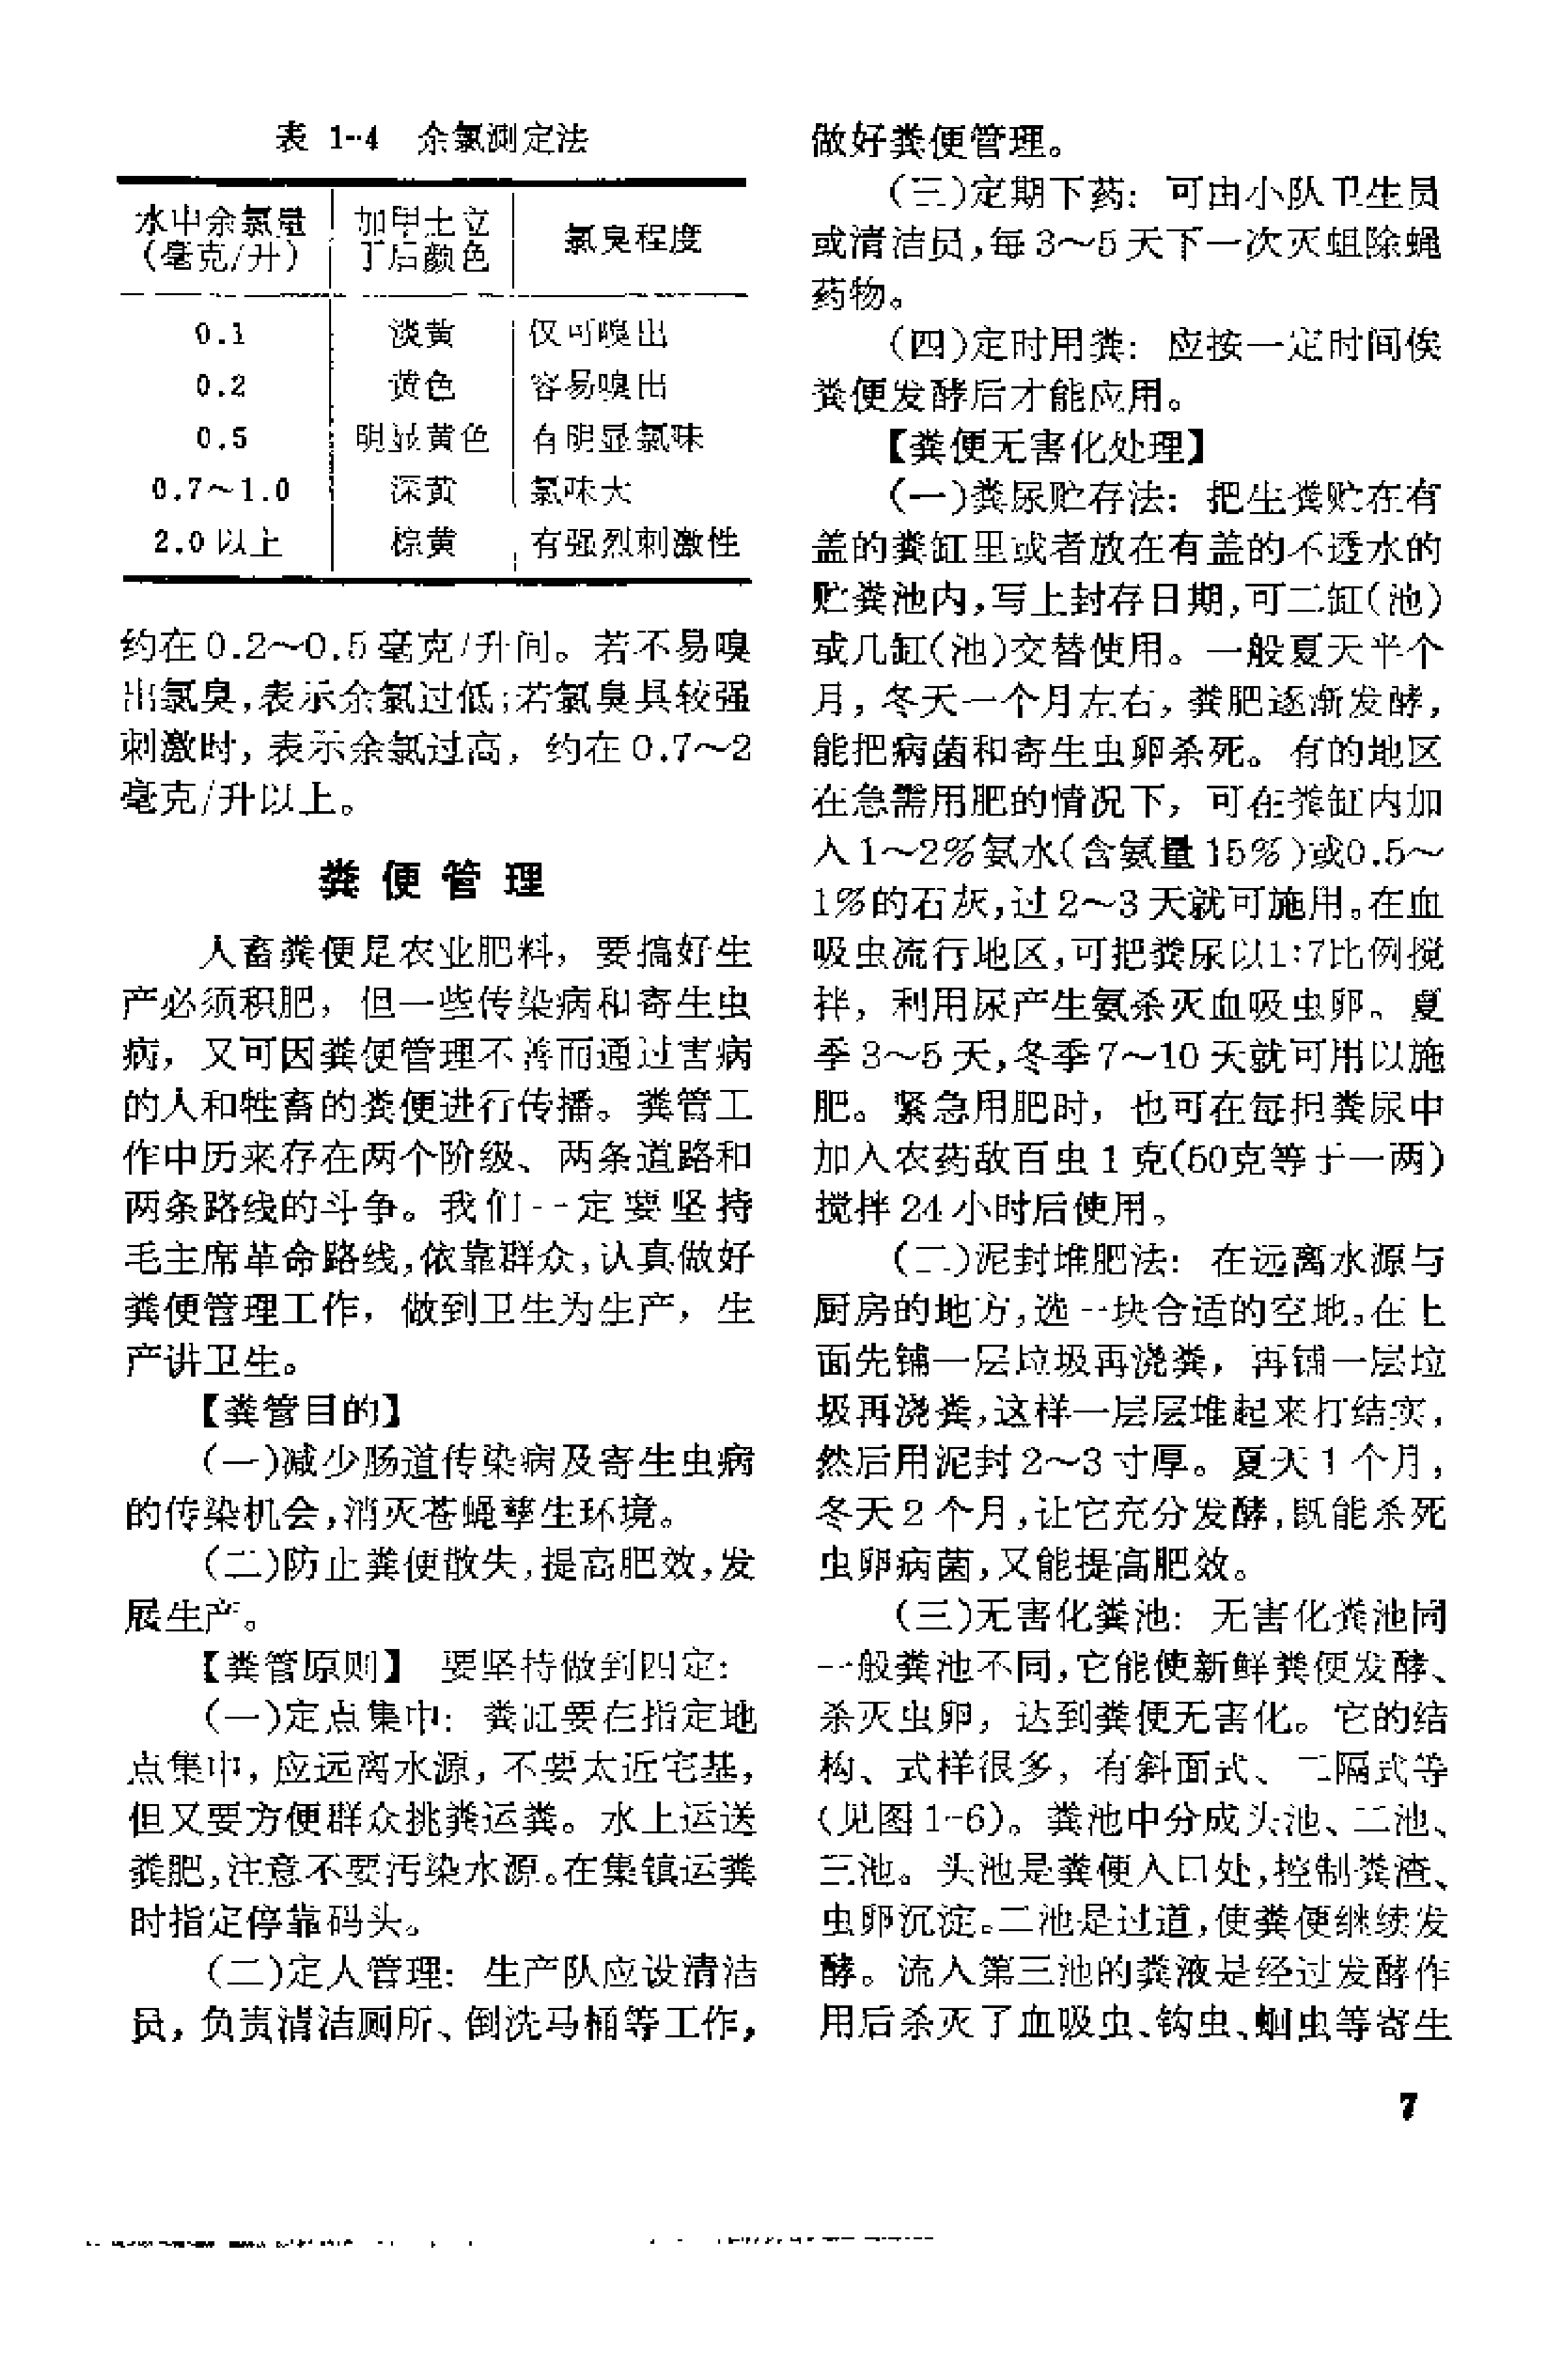 表 1-4 余氯测定法
水中余氯量 加甲土立 氯臭程度
（毫克/升） 丁后颜色
0.1 淡黄 仅可嗅出
0.2 黄色 容易嗅出
0.5 明显黄色 有明显氯味
0.7～1.0 深黄 氯味大
2.0以上 棕黄 有强烈刺激性
约在0.2～0.5毫克/升间。若不易嗅
出氯臭，表示余氯过低；若氯臭具较强
刺激时，表示余氯过高，约在0.7～2
毫克/升以上。
粪便管理
人畜粪便是农业肥料，要搞好生
产必须积肥，但一些传染病和寄生虫
病，又可因粪便管理不善而通过害病
的人和牲畜的粪便进行传播。粪管工
作中历来存在两个阶级、两条道路和
两条路线的斗争。我们一定要坚持
毛主席革命路线，依靠群众，认真做好
粪便管理工作，做到卫生为生产，生
产讲卫生。
【粪管目的】
（一）减少肠道传染病及寄生虫病
的传染机会，消灭苍蝇孳生环境。
（二）防止粪便散失，提高肥效，发
展生产。
【粪管原则】 要坚持做到四定：
（一）定点集中：粪缸要在指定地
点集中，应远离水源，不要太近宅基，
但又要方便群众挑粪运粪。水上运送
粪肥，注意不要污染水源。在集镇运粪
时指定停靠码头。
（二）定人管理：生产队应设清洁
员，负责清洁厕所、倒洗马桶等工作，
做好粪便管理。
（三）定期下药：可由小队卫生员
或清洁员，每3～5天下一次灭蛆除蝇
药物。
（四）定时用粪：应按一定时间俟
粪便发酵后才能应用。
【粪便无害化处理】
（一）粪尿贮存法：把生粪贮在有
盖的粪缸里或者放在有盖的不透水的
贮粪池内，写上封存日期，可二缸（池）
或几缸（池）交替使用。一般夏天半个
月，冬天一个月左右，粪肥逐渐发酵，
能把病菌和寄生虫卵杀死。有的地区
在急需用肥的情况下，可在粪缸内加
入1～2%氨水（含氨量15%）或0.5～
1%的石灰，过2～3天就可施用。在血
吸虫流行地区，可把粪尿以1:7比例搅
拌，利用尿产生氨杀灭血吸虫卵。夏
季3～5天，冬季7～10天就可用以施
肥。紧急用肥时，也可在每担粪尿中
加入农药敌百虫1克（50克等于一两）
搅拌24小时后使用。
（二）泥封堆肥法：在远离水源与
厨房的地方，选一块合适的空地，在上
面先铺一层垃圾再浇粪，再铺一层垃
圾再浇粪，这样一层层堆起来打结实，
然后用泥封2～3寸厚。夏天1个月，
冬天2个月，让它充分发酵，既能杀死
虫卵病菌，又能提高肥效。
（三）无害化粪池：无害化粪池同
一般粪池不同，它能使新鲜粪便发酵、
杀灭虫卵，达到粪便无害化。它的结
构、式样很多，有斜面式、二隔式等
（见图1-6）。粪池中分成头池、二池、
三池。头池是粪便入口处，控制粪渣、
虫卵沉淀。二池是过道，使粪便继续发
酵。流入第三池的粪液是经过发酵作
用后杀灭了血吸虫、钩虫、蛔虫等寄生
7